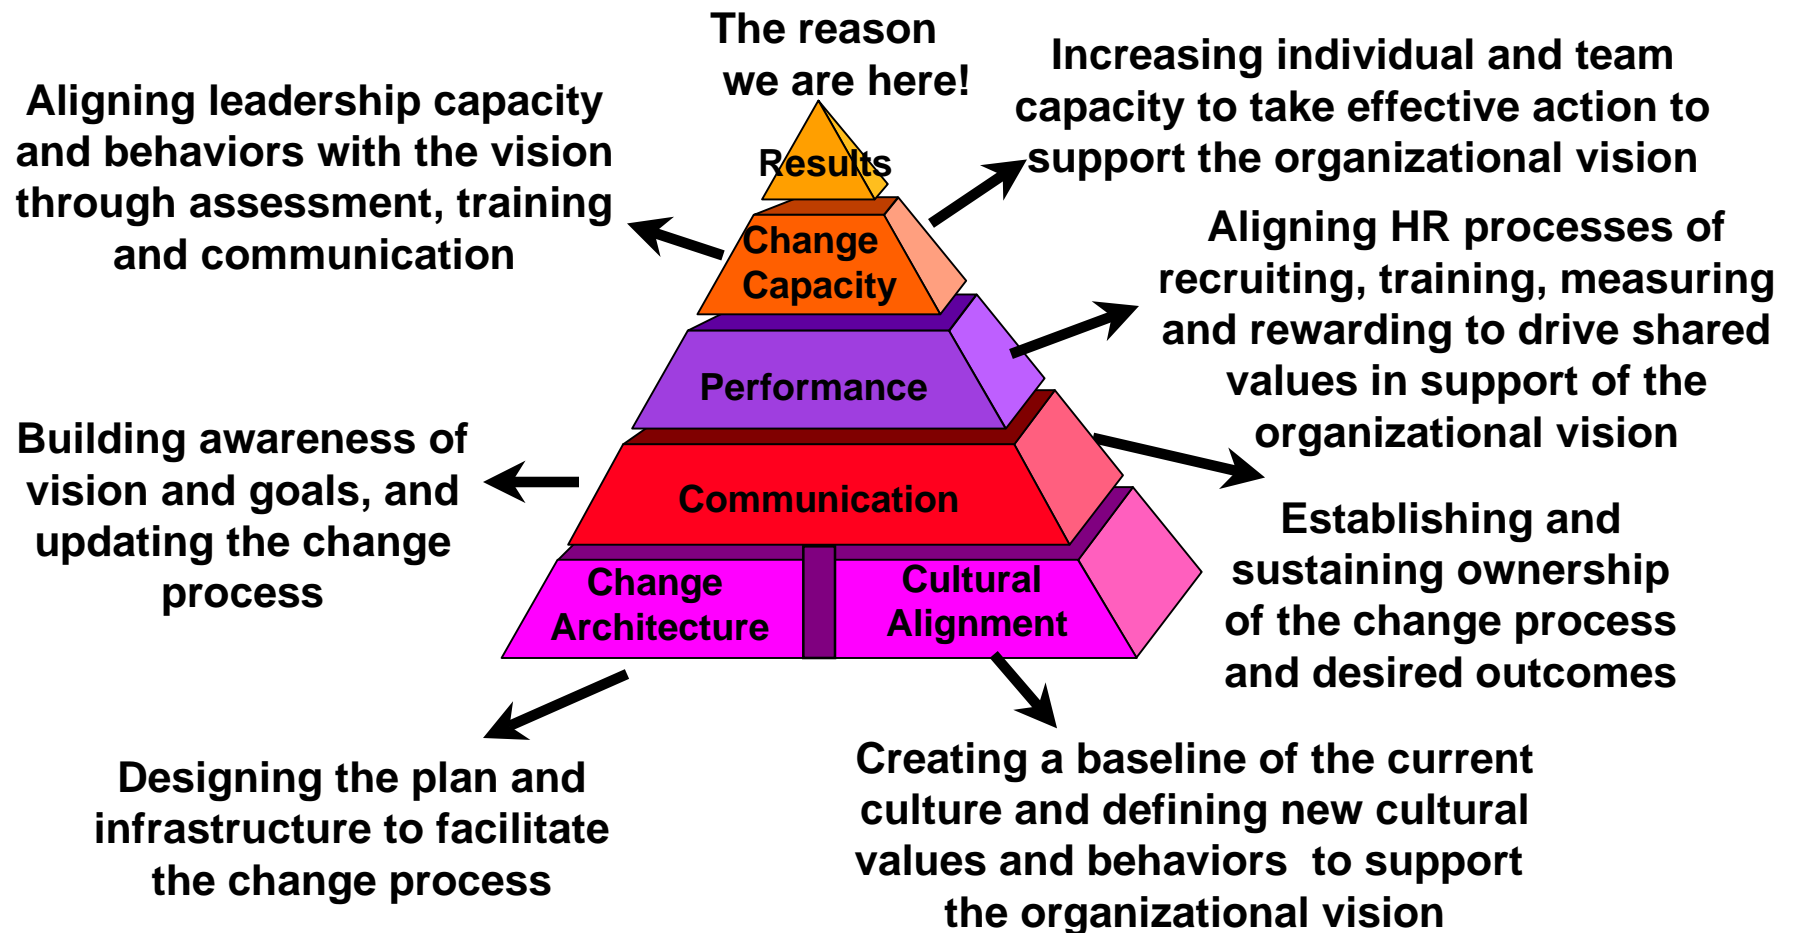 The reason
we are here!
Increasing individual and team
capacity to take effective action to
support the organizational vision
Aligning leadership capacity
and behaviors with the vision
through assessment, training
and communication
Results
Change
Capacity
Aligning HR processes of
recruiting, training, measuring
and rewarding to drive shared
values in support of the
organizational vision
Performance
Building awareness of
vision and goals, and
updating the change
process
Communication
Establishing and
sustaining ownership
of the change process
and desired outcomes
Change
Architecture
Cultural
Alignment
Designing the plan and
infrastructure to facilitate
the change process
Creating a baseline of the current
culture and defining new cultural
values and behaviors  to support
the organizational vision